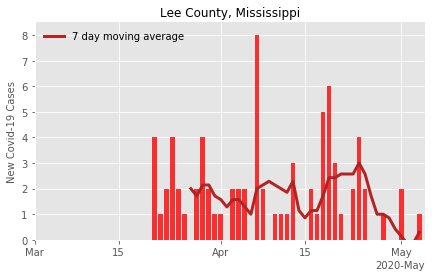 Lee County, Mississippi
7 day moving average
New Covid-19 Cases
8
7
6
5
4
3
2
1
0
Mar
15
Apr
15
May
2020-May